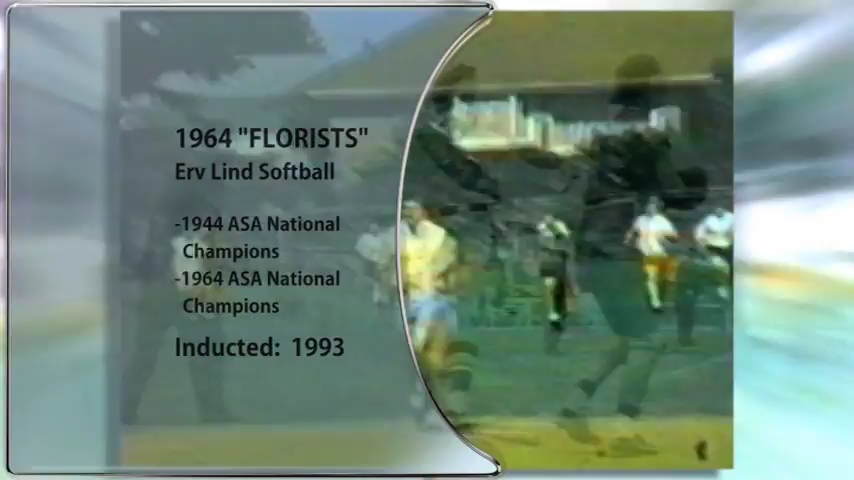 1964 "FLORISTS"
Erv Lind Softball
-1944 ASA National
Champions
-1964 ASA National
Champions
Inducted: 1993